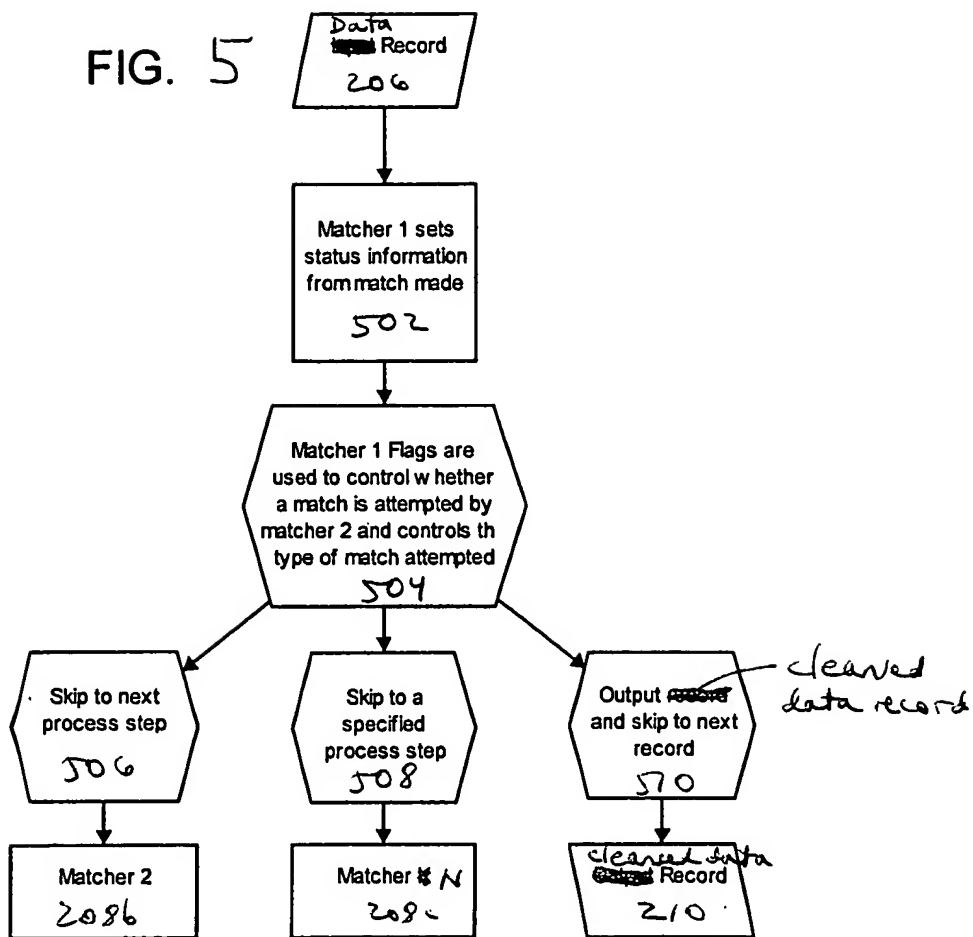 FIG. 5
Data
Record
206
Matcher 1 sets
status information
from match made
502
Matcher 1 Flags are
used to control whether
a match is attempted by
matcher 2 and controls th
type of match attempted
504
Skip to next
process step
506
Skip to a
specified
process step
508
Output
and skip to next
record
510
cleaned
data record
Matcher 2
208b
Matcher N
208c
cleaned data
Record
210